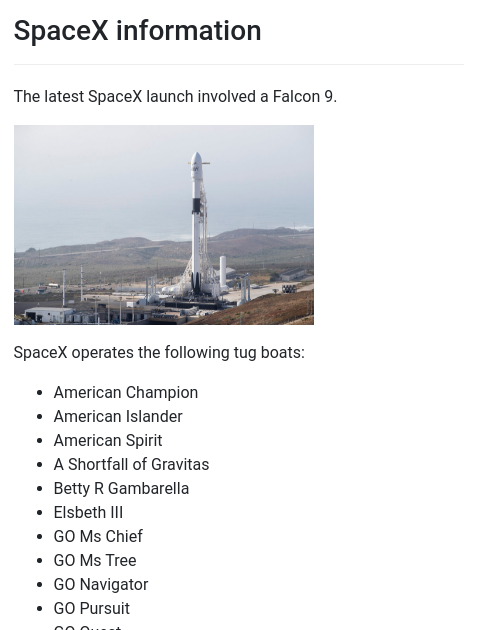 SpaceX information
The latest SpaceX launch involved a Falcon 9.
SpaceX operates the following tug boats:
American Champion
American Islander
American Spirit
A Shortfall of Gravitas
Betty R Gambarella
Elsbeth III
GO Ms Chief
GO Ms Tree
GO Navigator
GO Pursuit